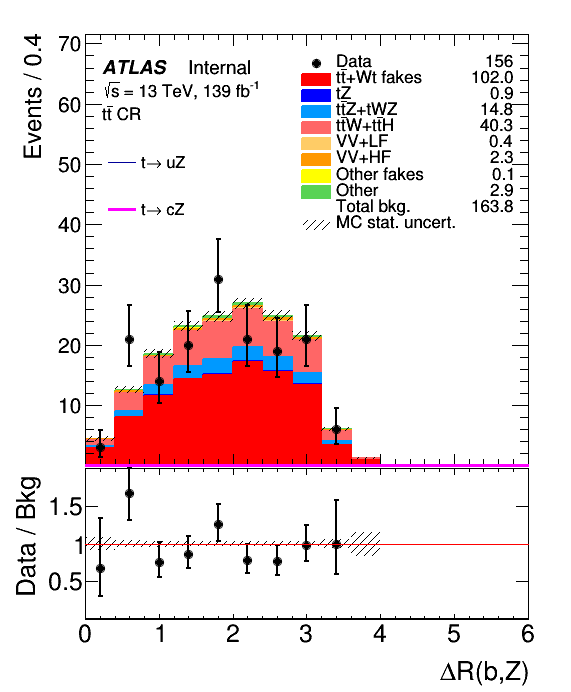 Events / 0.4
70
60
50
40
30
20
10
ATLAS Internal
√s = 13 TeV, 139 fb⁻¹
tt̄ CR
t→ uZ
t→ cZ
Data 156
tt̄+Wt fakes 102.0
tZ 0.9
tt̄Z+tWZ 14.8
tt̄W+tt̄H 40.3
VV+LF 0.4
VV+HF 2.3
Other fakes 0.1
Other 2.9
Total bkg. 163.8
MC stat. uncert.
Data / Bkg
1.5
1
0.5
0 1 2 3 4 5 6
ΔR(b,Z)